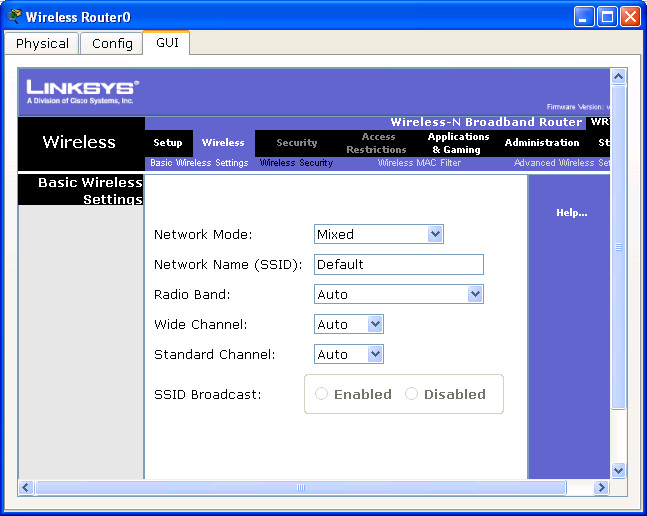 Wireless Router0
Physical Config GUI
LINKSYS®
A Division of Cisco Systems, Inc.
Firmware Version: v
Wireless-N Broadband Router WR
Wireless
Setup Wireless Security Access Restrictions Applications & Gaming Administration St
Basic Wireless Settings Wireless Security Wireless MAC Filter Advanced Wireless Set
Basic Wireless
Settings
Help...
Network Mode: Mixed
Network Name (SSID): Default
Radio Band: Auto
Wide Channel: Auto
Standard Channel: Auto
SSID Broadcast: Enabled Disabled